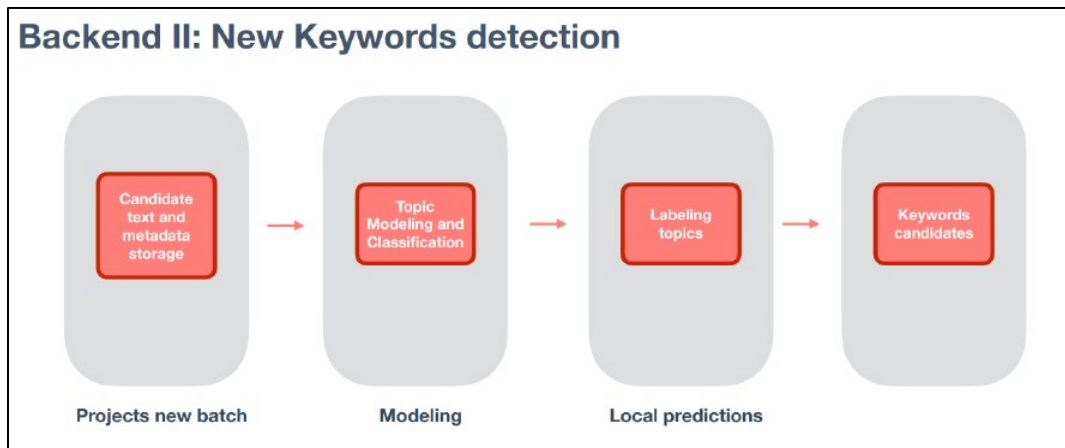 Backend II: New Keywords detection
Candidate
text and
metadata
storage
Topic
Modeling and
Classification
Labeling
topics
Keywords
candidates
Projects new batch
Modeling
Local predictions